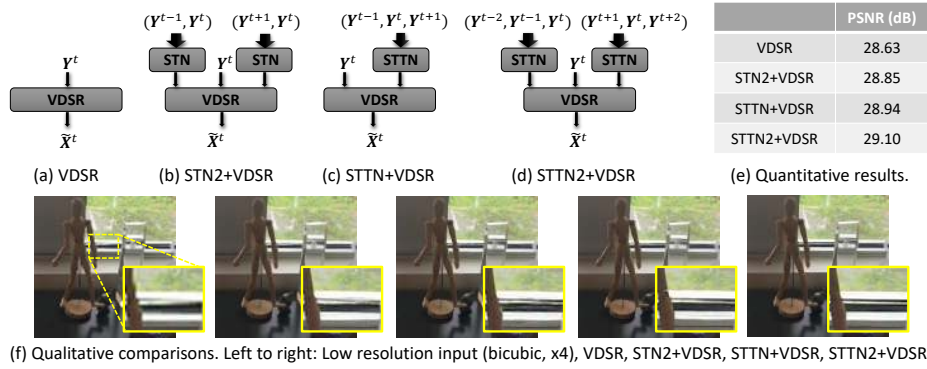 (Y^{t-1}, Y^t) (Y^{t+1}, Y^t) (Y^{t-1}, Y^t, Y^{t+1}) (Y^{t-2}, Y^{t-1}, Y^t) (Y^{t+1}, Y^t, Y^{t+2})
STN STN STTN STTN STTN
Y^t Y^t Y^t Y^t
VDSR VDSR VDSR VDSR
X̃^t X̃^t X̃^t X̃^t
(a) VDSR (b) STN2+VDSR (c) STTN+VDSR (d) STTN2+VDSR
PSNR (dB)
VDSR 28.63
STN2+VDSR 28.85
STTN+VDSR 28.94
STTN2+VDSR 29.10
(e) Quantitative results.
(f) Qualitative comparisons. Left to right: Low resolution input (bicubic, x4), VDSR, STN2+VDSR, STTN+VDSR, STTN2+VDSR